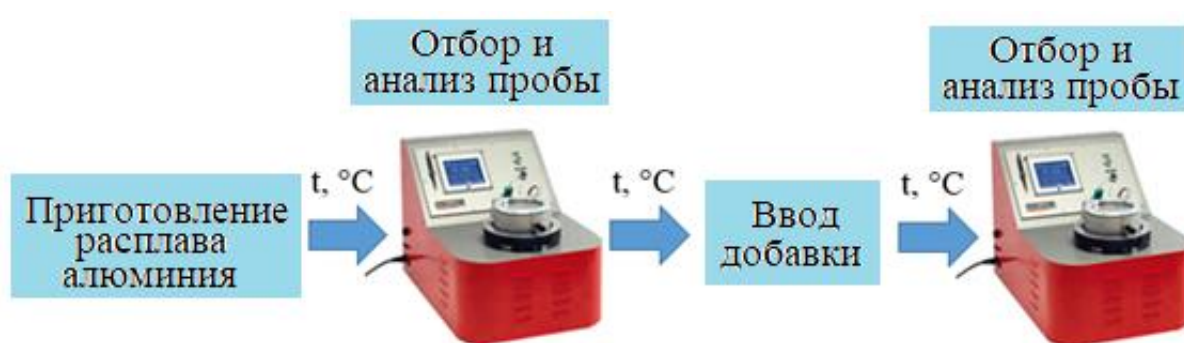 Отбор и
анализ пробы
Отбор и
анализ пробы
t, °C
t, °C
t, °C
Приготовление
расплава
алюминия
Ввод
добавки